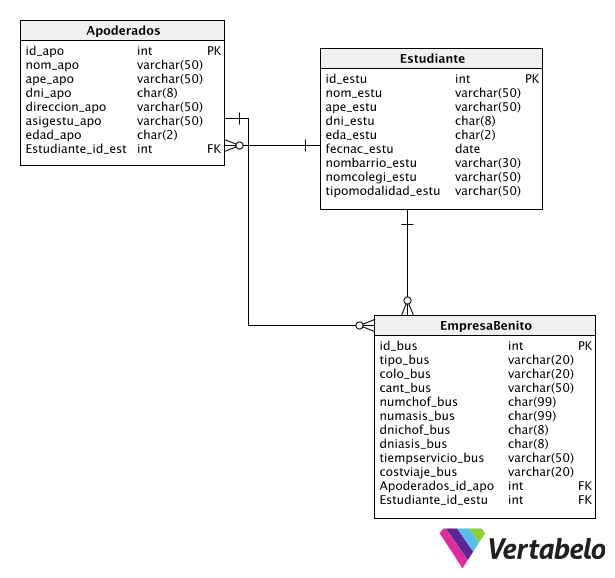 Apoderados
id_apo int PK
nom_apo varchar(50)
ape_apo varchar(50)
dni_apo char(8)
direccion_apo varchar(50)
asigestu_apo varchar(50)
edad_apo char(2)
Estudiante_id_est int FK
Estudiante
id_estu int PK
nom_estu varchar(50)
ape_estu varchar(50)
dni_estu char(8)
eda_estu char(2)
fecnac_estu date
nombarrio_estu varchar(30)
nomcolegi_estu varchar(50)
tipomodalidad_estu varchar(50)
EmpresaBenito
id_bus int PK
tipo_bus varchar(20)
colo_bus varchar(20)
cant_bus varchar(50)
numchof_bus char(99)
numasis_bus char(99)
dnichof_bus char(8)
dniasis_bus char(8)
tiempservicio_bus varchar(50)
costviaje_bus varchar(20)
Apoderados_id_apo int FK
Estudiante_id_estu int FK
Vertabelo